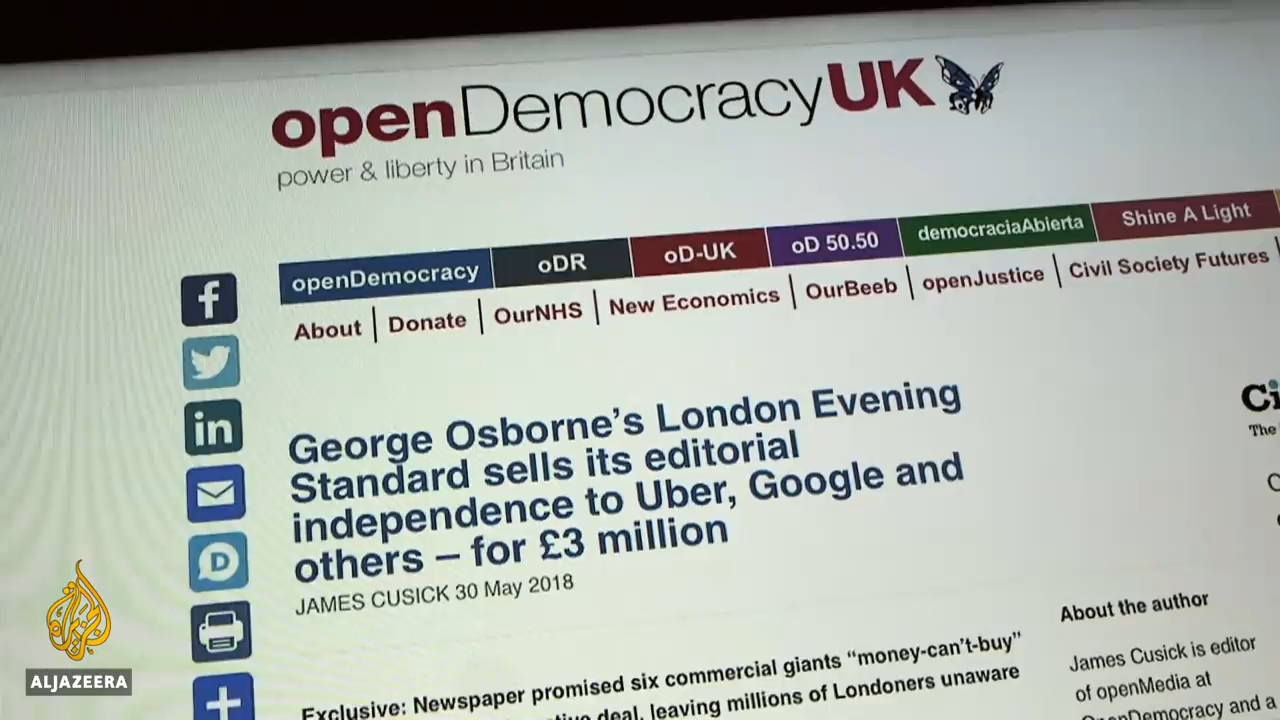 openDemocracyUK
power & liberty in Britain
openDemocracy oDR oD-UK oD 50.50 democraciaAbierta Shine A Light
About Donate OurNHS New Economics OurBeeb openJustice Civil Society Futures
George Osborne's London Evening
Standard sells its editorial
independence to Uber, Google and
others – for £3 million
JAMES CUSICK 30 May 2018
Exclusive: Newspaper promised six commercial giants “money-can't-buy”
deal, leaving millions of Londoners unaware
The
About the author
James Cusick is editor
of openMedia at
OpenDemocracy and a
ALJAZEERA